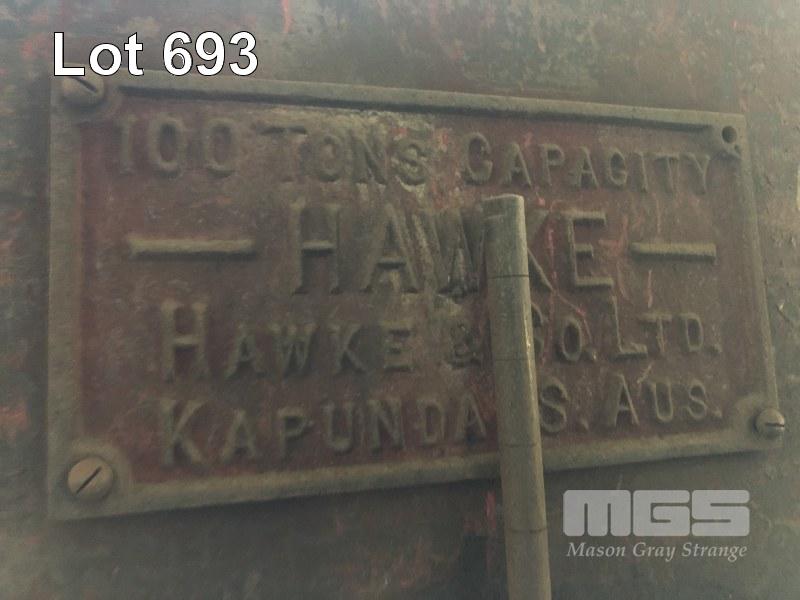 Lot 693
100 TONS CAPACITY
— HAWKE —
HAWKE & CO. LTD.
KAPUNDA S. AUS.
MGS
Mason Gray Strange